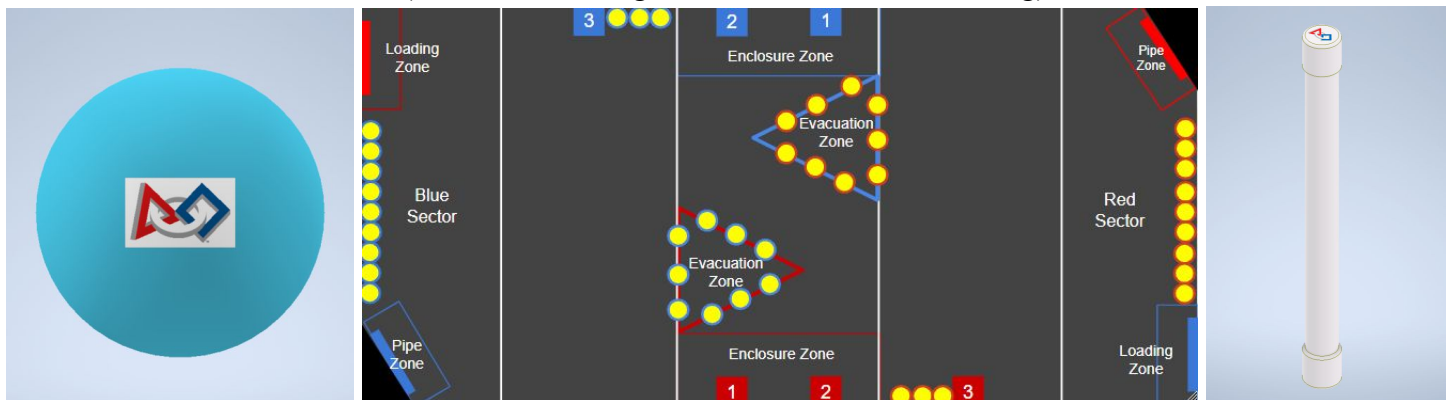 3
2
1
Loading
Zone
Enclosure Zone
Pipe
Zone
Evacuation
Zone
Blue
Sector
Red
Sector
Evacuation
Zone
Pipe
Zone
Enclosure Zone
Loading
Zone
1
2
3